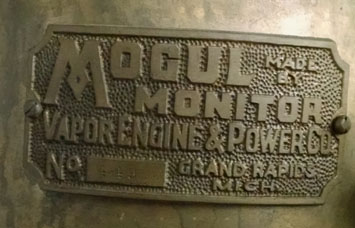 MOGUL MADE BY
MONITOR
VAPOR ENGINE & POWER CO.
No. GRAND RAPIDS
MICH.